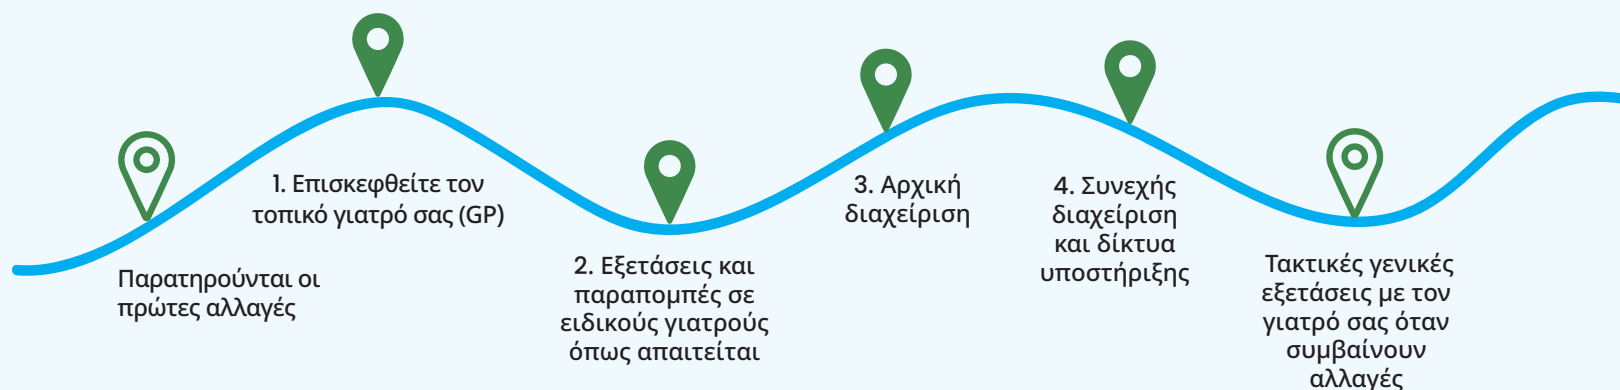 Παρατηρούνται οι
πρώτες αλλαγές
1. Επισκεφθείτε τον
τοπικό γιατρό σας (GP)
2. Εξετάσεις και
παραπομπές σε
ειδικούς γιατρούς
όπως απαιτείται
3. Αρχική
διαχείριση
4. Συνεχής
διαχείριση
και δίκτυα
υποστήριξης
Τακτικές γενικές
εξετάσεις με τον
γιατρό σας όταν
συμβαίνουν
αλλαγές